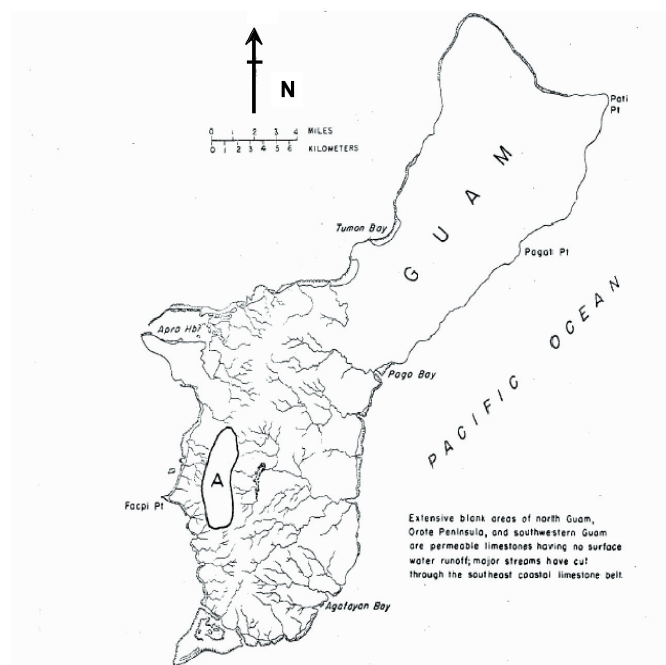 N
0 1 2 3 4 MILES
0 1 2 3 4 5 6 KILOMETERS
Pati
Pt
GUAM
Tumon Bay
Pagat Pt
PACIFIC OCEAN
Apra Hbr
Pago Bay
A
Facpi Pt
Extensive blank areas of north Guam,
Orote Peninsula, and southwestern Guam
are permeable limestones having no surface
water runoff; major streams have cut
through the southeast coastal limestone belt.
Agafayan Bay